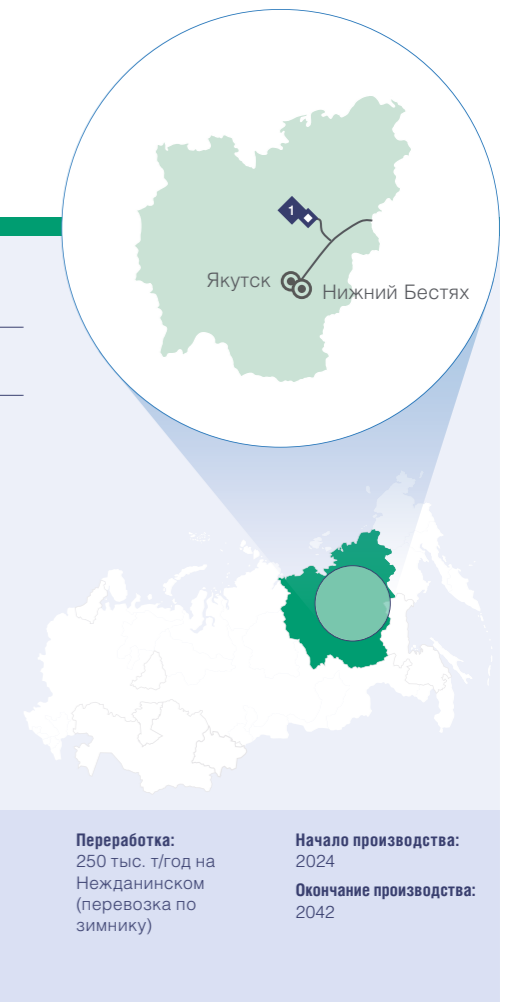 1
Якутск
Нижний Бестях
Переработка:
250 тыс. т/год на
Нежданинском
(перевозка по
зимнику)
Начало производства:
2024
Окончание производства:
2042